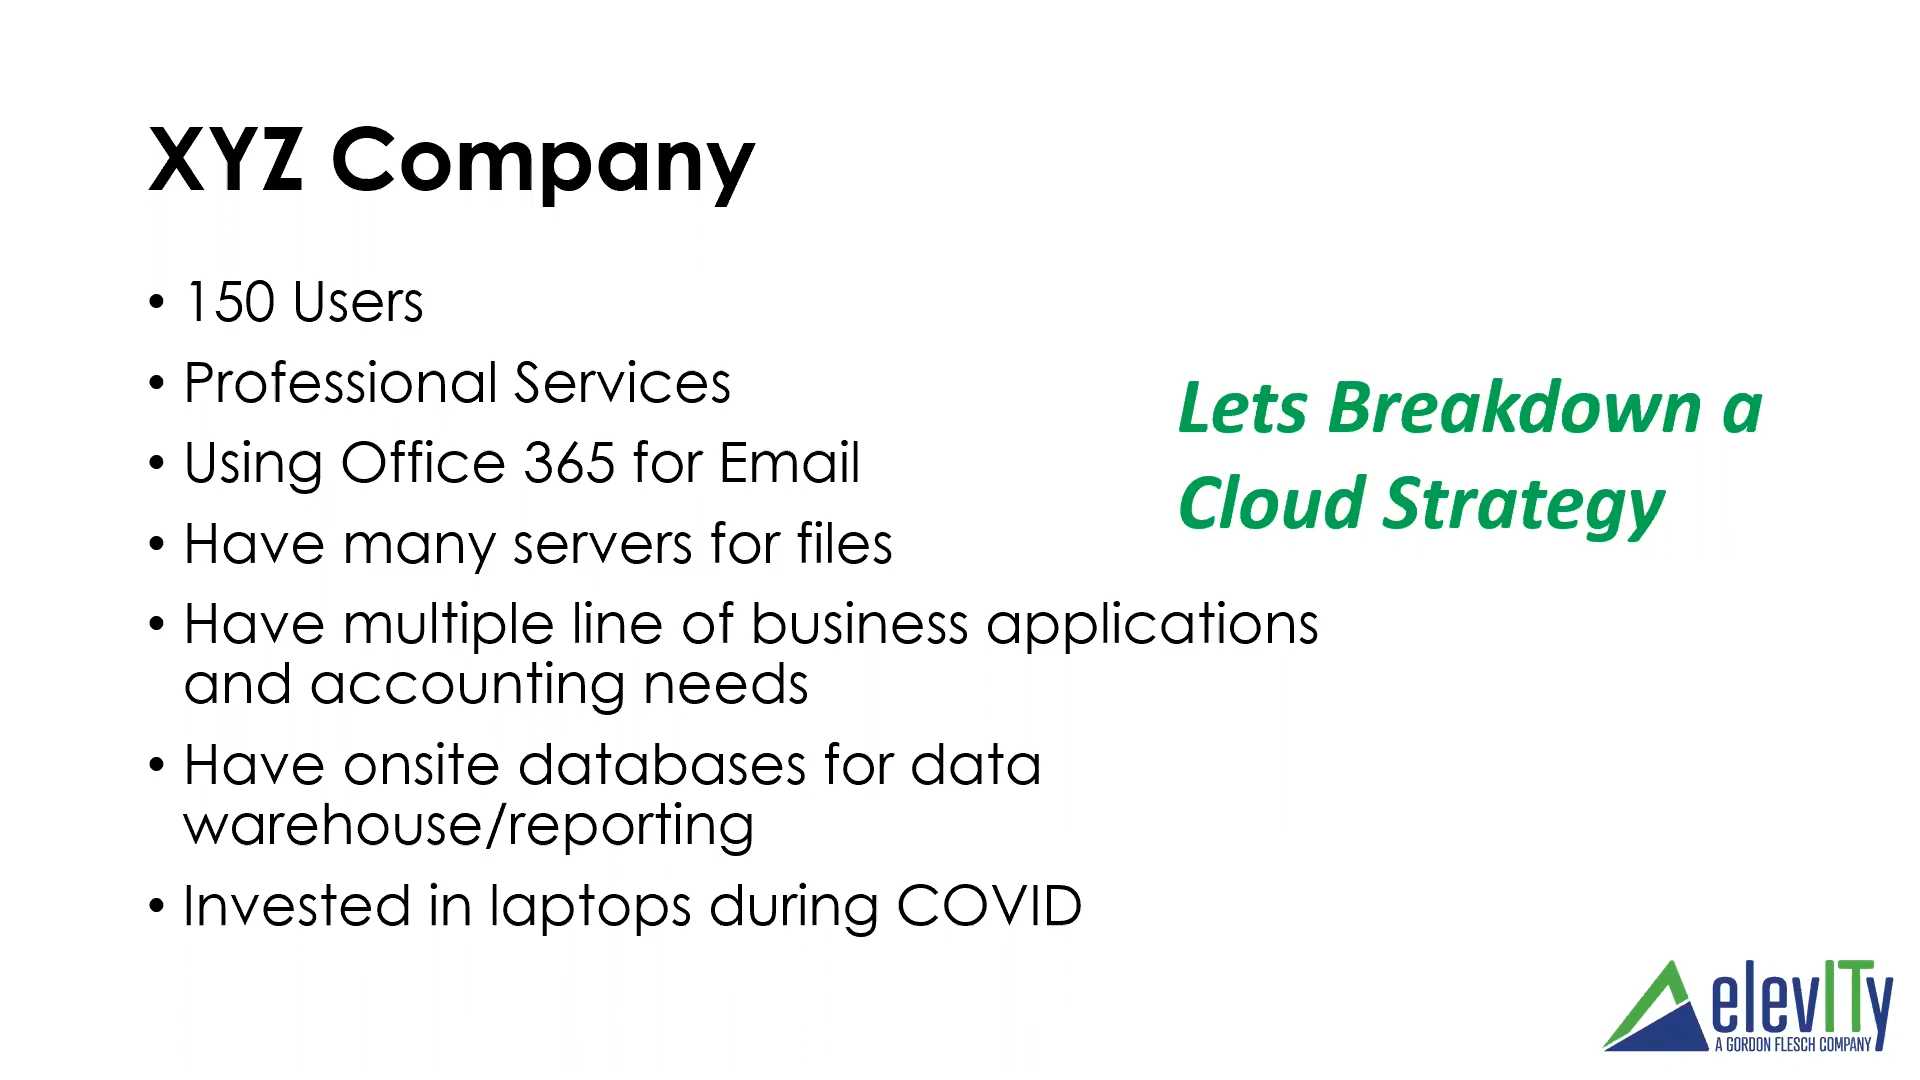 XYZ Company
• 150 Users
• Professional Services
• Using Office 365 for Email
• Have many servers for files
• Have multiple line of business applications
and accounting needs
• Have onsite databases for data
warehouse/reporting
• Invested in laptops during COVID
Lets Breakdown a
Cloud Strategy
elevITy
A GORDON FLESCH COMPANY